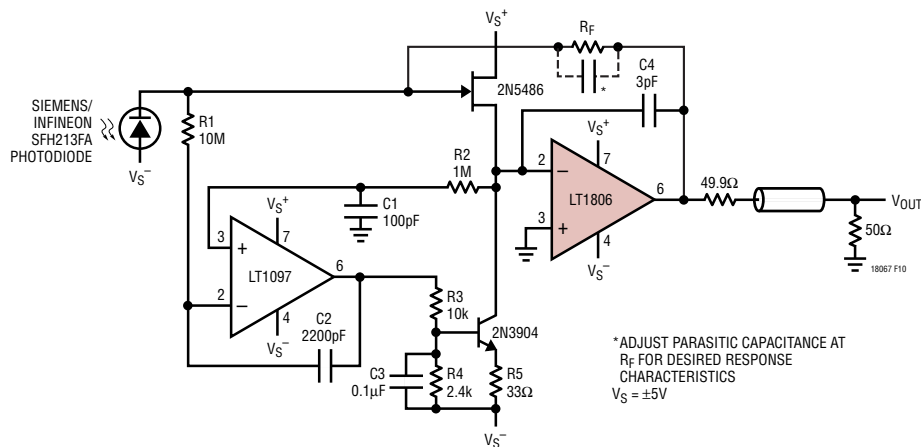 VS+
RF
C4
3pF
*
2N5486
SIEMENS/
INFINEON
SFH213FA
PHOTODIODE
VS−
R1
10M
R2
1M
VS+
7
2
−
LT1806
6
3
+
4
VS−
49.9Ω
VOUT
50Ω
18067 F10
C1
100pF
VS+
3
+
7
LT1097
6
2
−
4
VS−
C2
2200pF
R3
10k
2N3904
C3
0.1µF
R4
2.4k
R5
33Ω
VS−
*ADJUST PARASITIC CAPACITANCE AT
RF FOR DESIRED RESPONSE
CHARACTERISTICS
VS = ±5V